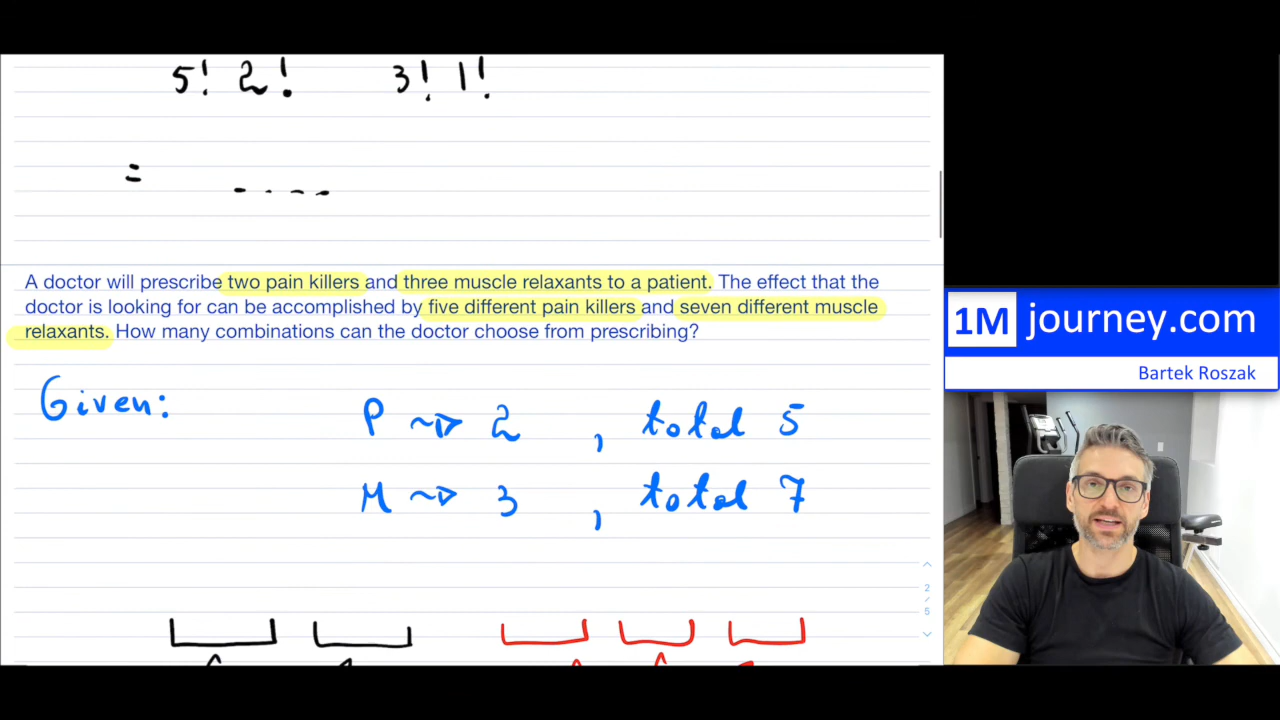 5! 2! 3! 1!
= - . - -
A doctor will prescribe two pain killers and three muscle relaxants to a patient. The effect that the
doctor is looking for can be accomplished by five different pain killers and seven different muscle
relaxants. How many combinations can the doctor choose from prescribing?
Given:
P ~> 2 , total 5
M ~> 3 , total 7
2
/
5
1M journey.com
Bartek Roszak